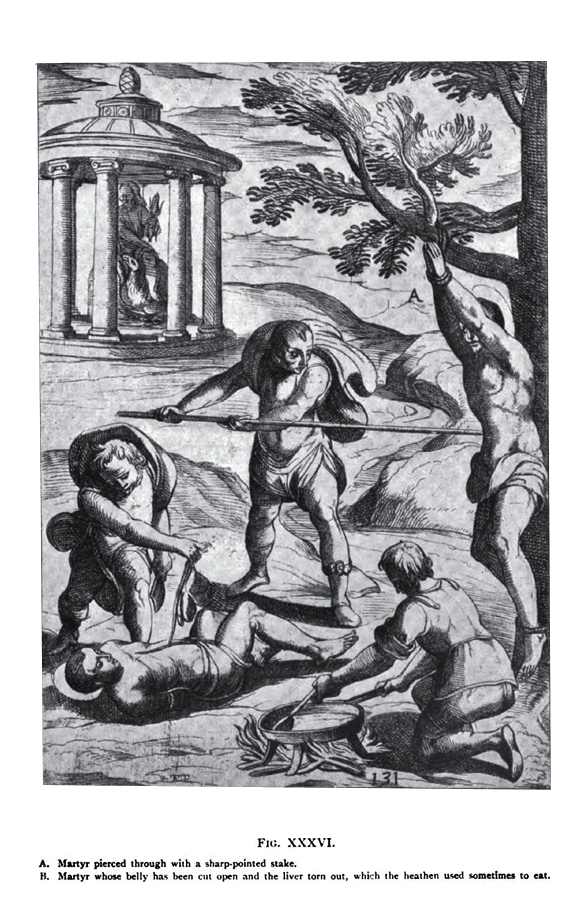 A
131
FIG. XXXVI.
A. Martyr pierced through with a sharp-pointed stake.
B. Martyr whose belly has been cut open and the liver torn out, which the heathen used sometimes to eat.